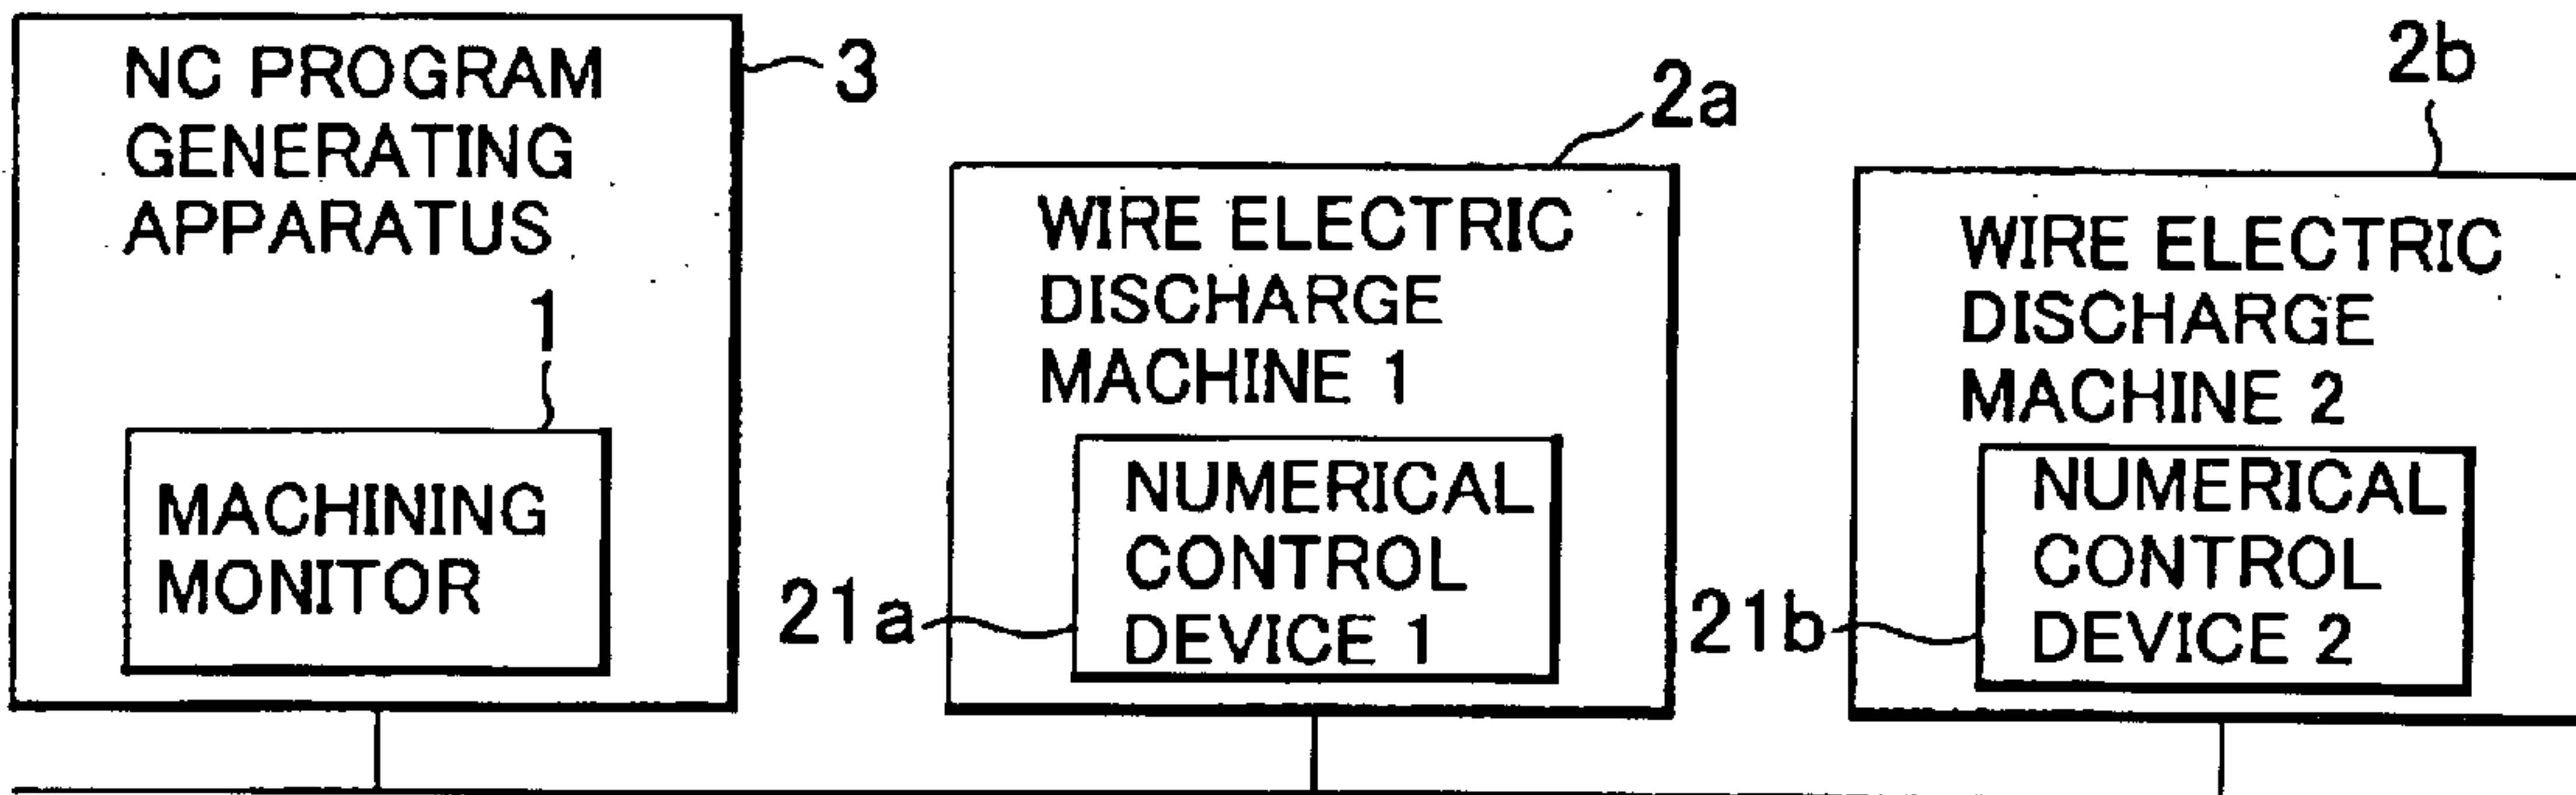 NC PROGRAM
GENERATING
APPARATUS
3
1
MACHINING
MONITOR
2a
WIRE ELECTRIC
DISCHARGE
MACHINE 1
21a
NUMERICAL
CONTROL
DEVICE 1
2b
WIRE ELECTRIC
DISCHARGE
MACHINE 2
21b
NUMERICAL
CONTROL
DEVICE 2